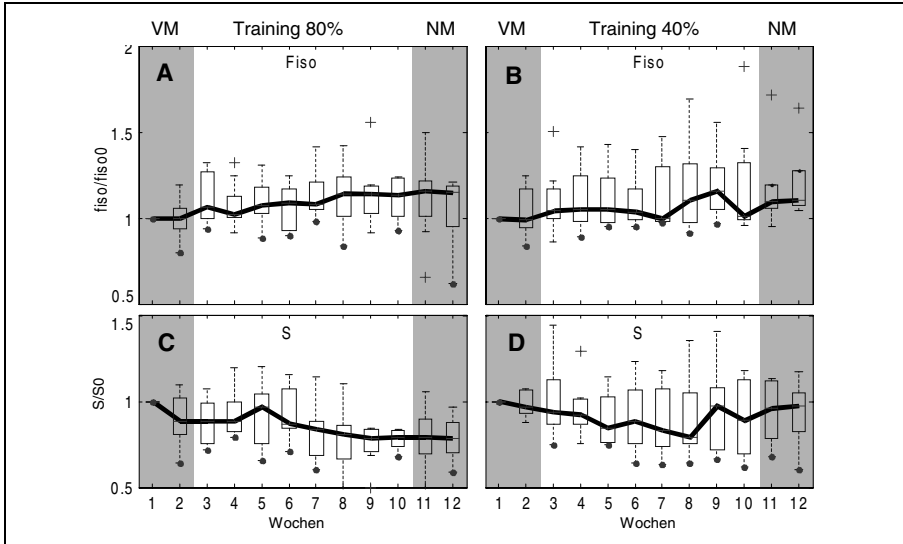 VM Training 80% NM VM Training 40% NM
2
A Fiso B Fiso
1.5
fiso/fiso0
1
0.5
1.5
C S D S
S/S0
1
0.5
1 2 3 4 5 6 7 8 9 10 11 12 1 2 3 4 5 6 7 8 9 10 11 12
Wochen Wochen